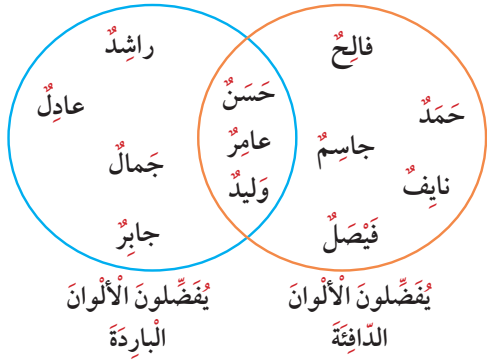 فالِحٌ
حَمَدٌ
جاسِمٌ
نايِفٌ
فَيْصَلٌ
حَسَنٌ
عامِرٌ
وَليدٌ
راشِدٌ
عادِلٌ
جَمالٌ
جابِرٌ
يُفَضِّلونَ الْأَلْوانَ
الدّافِئَةَ
يُفَضِّلونَ الْأَلْوانَ
الْبارِدَةَ